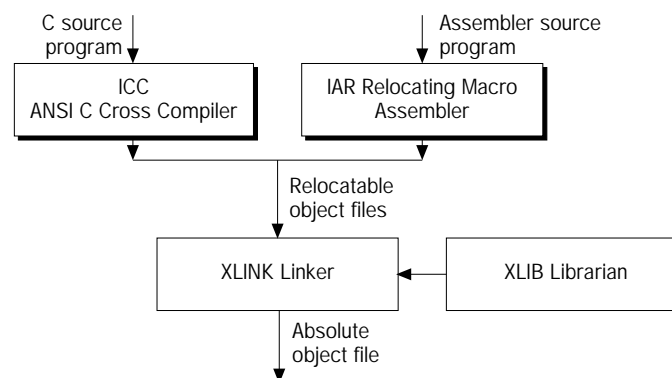 C source
program
Assembler source
program
ICC
ANSI C Cross Compiler
IAR Relocating Macro
Assembler
Relocatable
object files
XLINK Linker
XLIB Librarian
Absolute
object file